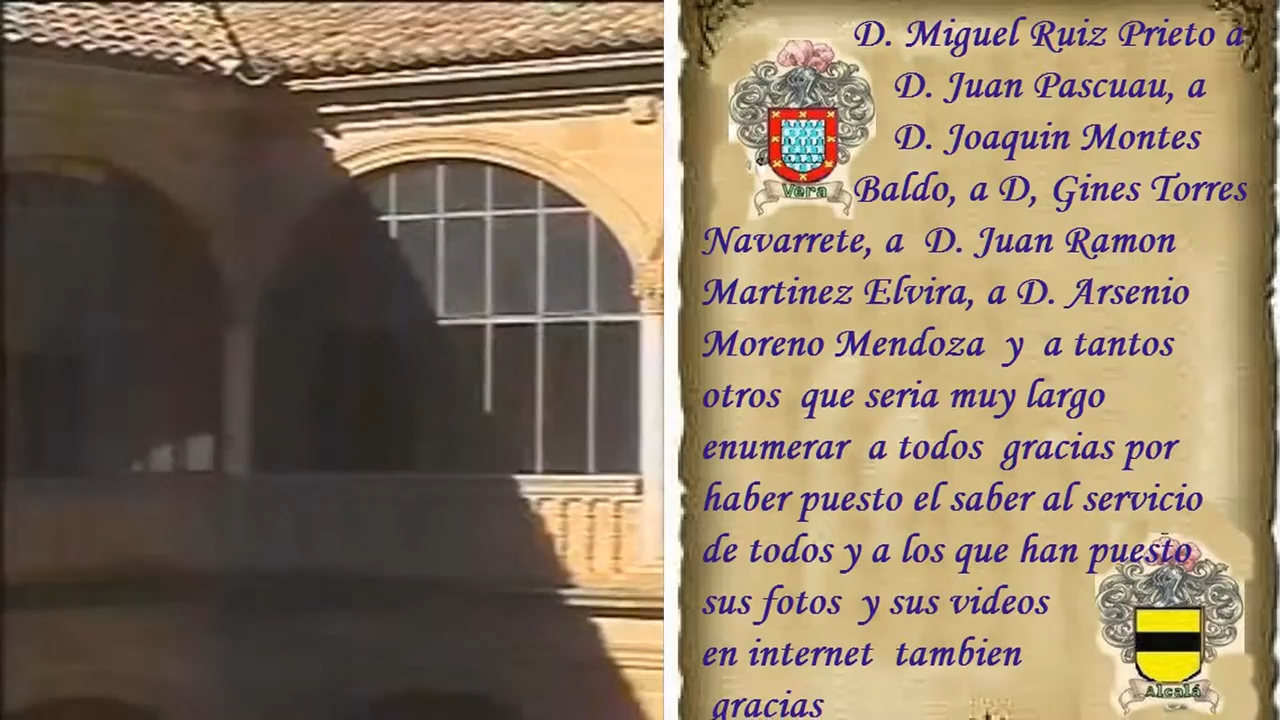 D. Miguel Ruiz Prieto a
D. Juan Pascuau, a
D. Joaquin Montes
Baldo, a D, Gines Torres
Navarrete, a D. Juan Ramon
Martinez Elvira, a D. Arsenio
Moreno Mendoza y a tantos
otros que seria muy largo
enumerar a todos gracias por
haber puesto el saber al servicio
de todos y a los que han puesto
sus fotos y sus videos
en internet tambien
gracias
Vera
Alcalá